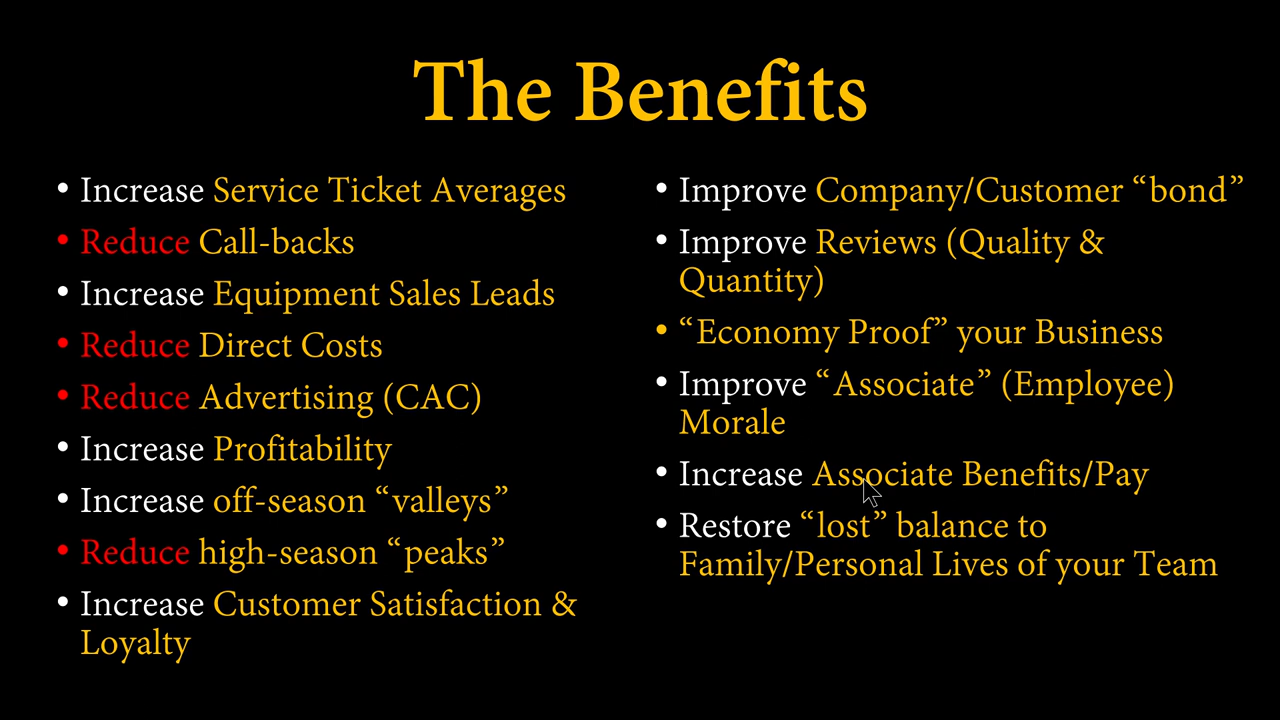 The Benefits
• Increase Service Ticket Averages
• Reduce Call-backs
• Increase Equipment Sales Leads
• Reduce Direct Costs
• Reduce Advertising (CAC)
• Increase Profitability
• Increase off-season “valleys”
• Reduce high-season “peaks”
• Increase Customer Satisfaction &
Loyalty
• Improve Company/Customer “bond”
• Improve Reviews (Quality &
Quantity)
• “Economy Proof” your Business
• Improve “Associate” (Employee)
Morale
• Increase Associate Benefits/Pay
• Restore “lost” balance to
Family/Personal Lives of your Team